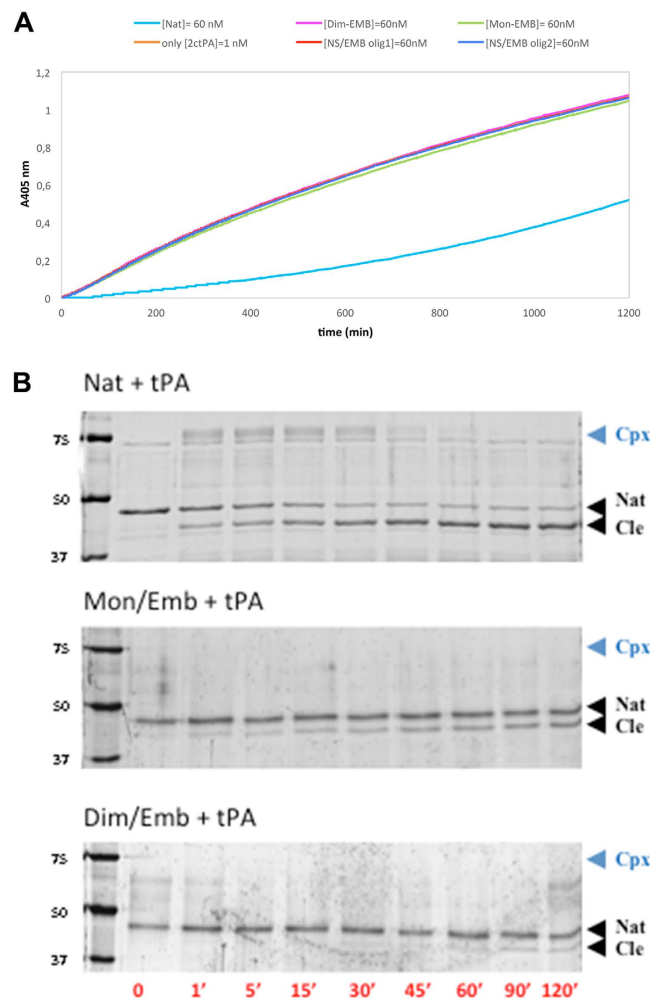 A
[Nat]= 60 nM [Dim-EMB]=60nM [Mon-EMB]= 60nM
only [2ctPA]=1 nM [NS/EMB olig1]=60nM [NS/EMB olig2]=60nM
1,2
1
0,8
0,6
0,4
0,2
0
A405 nm
0 200 400 600 800 1000 1200
time (min)
B
Nat + tPA
75
50
37
Cpx
Nat
Cle
Mon/Emb + tPA
75
50
37
Cpx
Nat
Cle
Dim/Emb + tPA
75
50
37
Cpx
Nat
Cle
0 1’ 5’ 15’ 30’ 45’ 60’ 90’ 120’